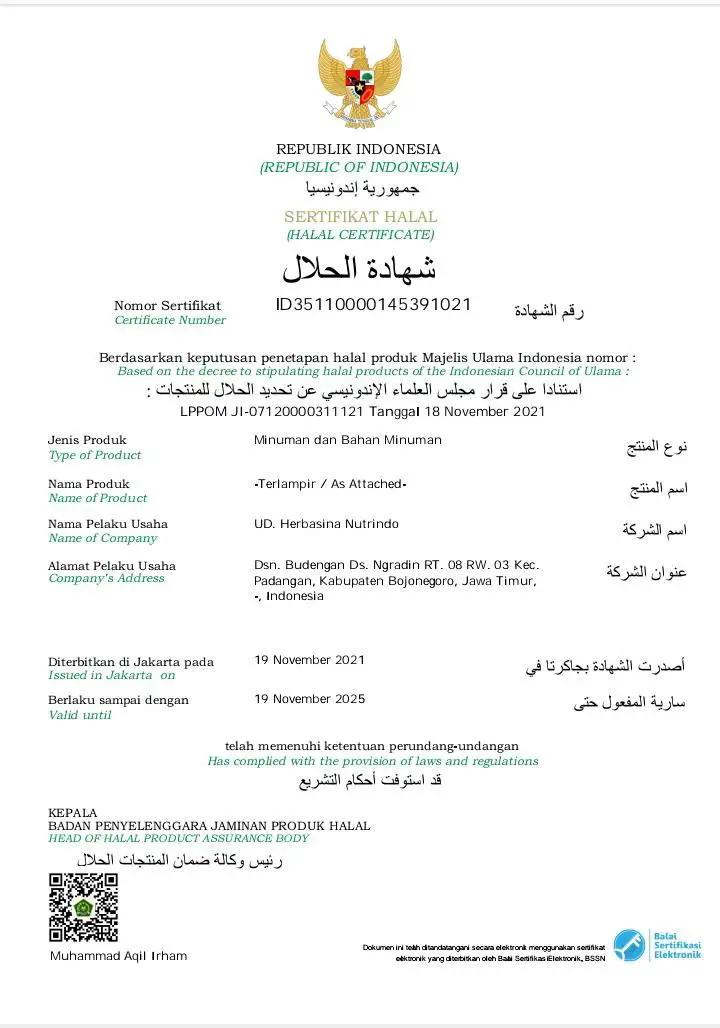 REPUBLIK INDONESIA
(REPUBLIC OF INDONESIA)
جمهورية إندونيسيا
SERTIFIKAT HALAL
(HALAL CERTIFICATE)
شهادة الحلال
Nomor Sertifikat ID35110000145391021 رقم الشهادة
Certificate Number
Berdasarkan keputusan penetapan halal produk Majelis Ulama Indonesia nomor :
Based on the decree to stipulating halal products of the Indonesian Council of Ulama :
استنادا على قرار مجلس العلماء الإندونيسي عن تحديد الحلال للمنتجات :
LPPOM JI-07120000311121 Tanggal 18 November 2021
Jenis Produk Minuman dan Bahan Minuman نوع المنتج
Type of Product
Nama Produk -Terlampir / As Attached- اسم المنتج
Name of Product
Nama Pelaku Usaha UD. Herbasina Nutrindo اسم الشركة
Name of Company
Alamat Pelaku Usaha Dsn. Budengan Ds. Ngradin RT. 08 RW. 03 Kec. عنوان الشركة
Company's Address Padangan, Kabupaten Bojonegoro, Jawa Timur,
-, Indonesia
Diterbitkan di Jakarta pada 19 November 2021 أصدرت الشهادة بجاكرتا في
Issued in Jakarta on
Berlaku sampai dengan 19 November 2025 سارية المفعول حتى
Valid until
telah memenuhi ketentuan perundang-undangan
Has complied with the provision of laws and regulations
قد استوفت أحكام التشريع
KEPALA
BADAN PENYELENGGARA JAMINAN PRODUK HALAL
HEAD OF HALAL PRODUCT ASSURANCE BODY
رئيس وكالة ضمان المنتجات الحلال
Muhammad Aqil Irham
Dokumen ini telah ditandatangani secara elektronik menggunakan sertifikat
elektronik yang diterbitkan oleh Balai Sertifikasi Elektronik, BSSN
Balai
Sertifikasi
Elektronik